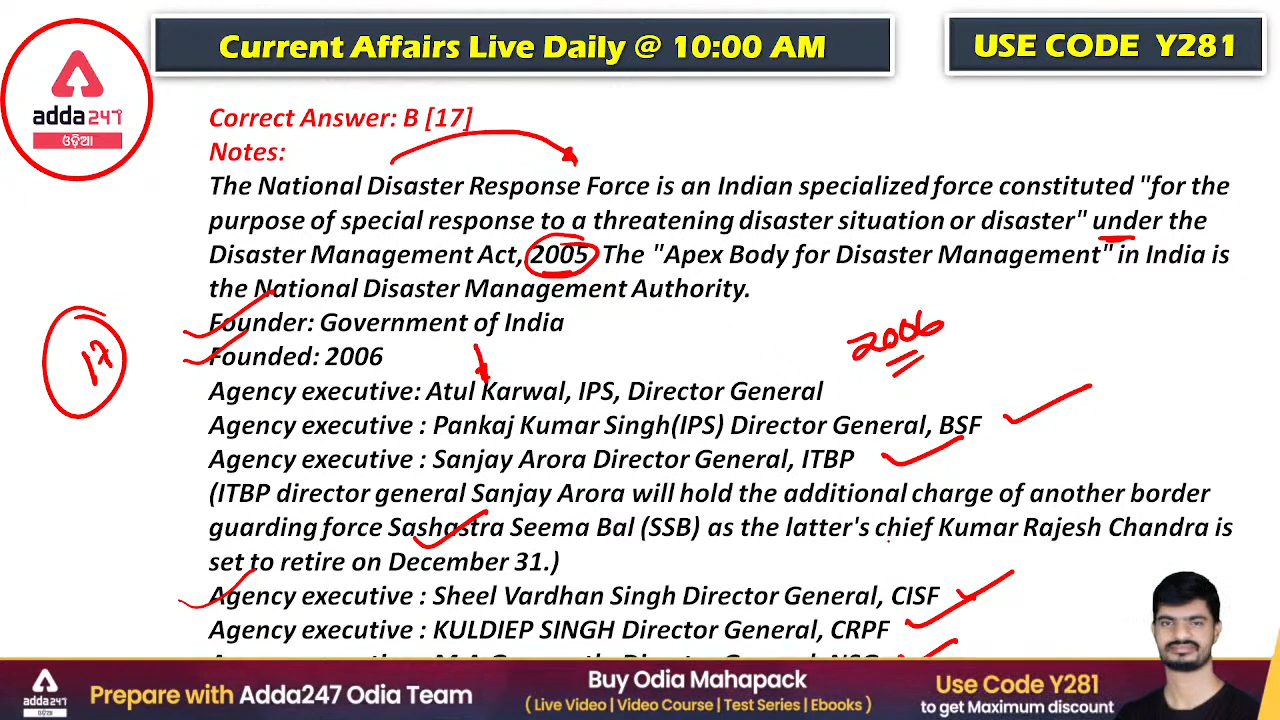 Current Affairs Live Daily @ 10:00 AM
USE CODE Y281
adda247
ଓଡ଼ିଆ
Correct Answer: B [17]
Notes:
The National Disaster Response Force is an Indian specialized force constituted "for the
purpose of special response to a threatening disaster situation or disaster" under the
Disaster Management Act, 2005. The "Apex Body for Disaster Management" in India is
the National Disaster Management Authority.
Founder: Government of India
Founded: 2006
2006
17
Agency executive: Atul Karwal, IPS, Director General
Agency executive : Pankaj Kumar Singh(IPS) Director General, BSF
Agency executive : Sanjay Arora Director General, ITBP
(ITBP director general Sanjay Arora will hold the additional charge of another border
guarding force Sashastra Seema Bal (SSB) as the latter's chief Kumar Rajesh Chandra is
set to retire on December 31.)
Agency executive : Sheel Vardhan Singh Director General, CISF
Agency executive : KULDIEP SINGH Director General, CRPF
adda247
ଓଡ଼ିଆ
Prepare with Adda247 Odia Team
Buy Odia Mahapack
( Live Video | Video Course | Test Series | Ebooks )
Use Code Y281
to get Maximum discount